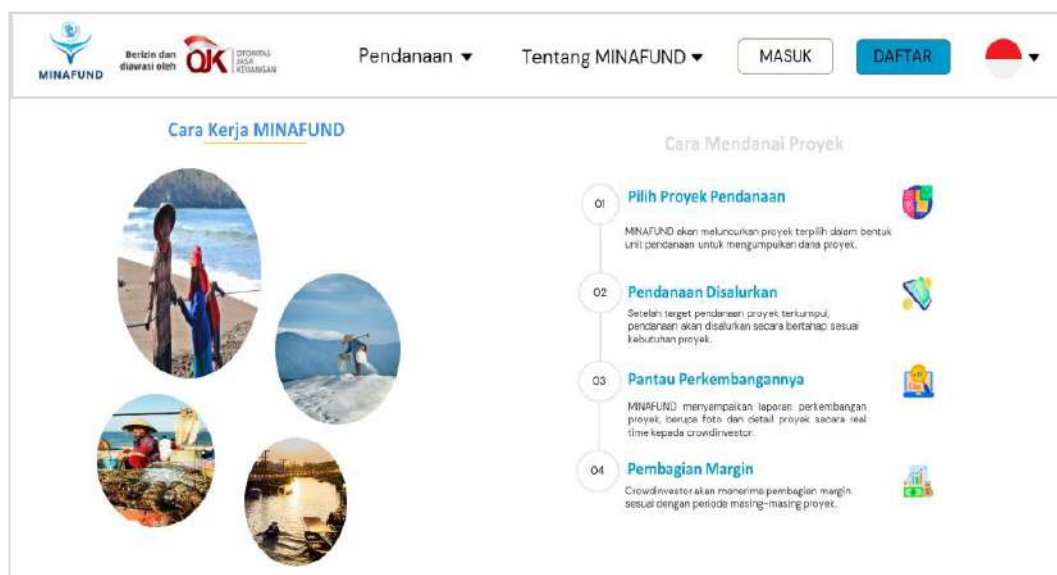 MINAFUND
Berizin dan
diawasi oleh
OJK
OTORITAS
JASA
KEUANGAN
Pendanaan
Tentang MINAFUND
MASUK
DAFTAR
Cara Kerja MINAFUND
Cara Mendanai Proyek
01
Pilih Proyek Pendanaan
MINAFUND akan meluncurkan proyek terpilih dalam bentuk
unit pendanaan untuk mengumpulkan dana proyek.
02
Pendanaan Disalurkan
Setelah target pendanaan proyek terkumpul,
pendanaan akan disalurkan secara bertahap sesuai
kebutuhan proyek.
03
Pantau Perkembangannya
MINAFUND menyampaikan laporan perkembangan
proyek, berupa foto dan detail proyek secara real
time kepada crowdinvestor.
04
Pembagian Margin
Crowdinvestor akan menerima pembagian margin
sesuai dengan periode masing-masing proyek.